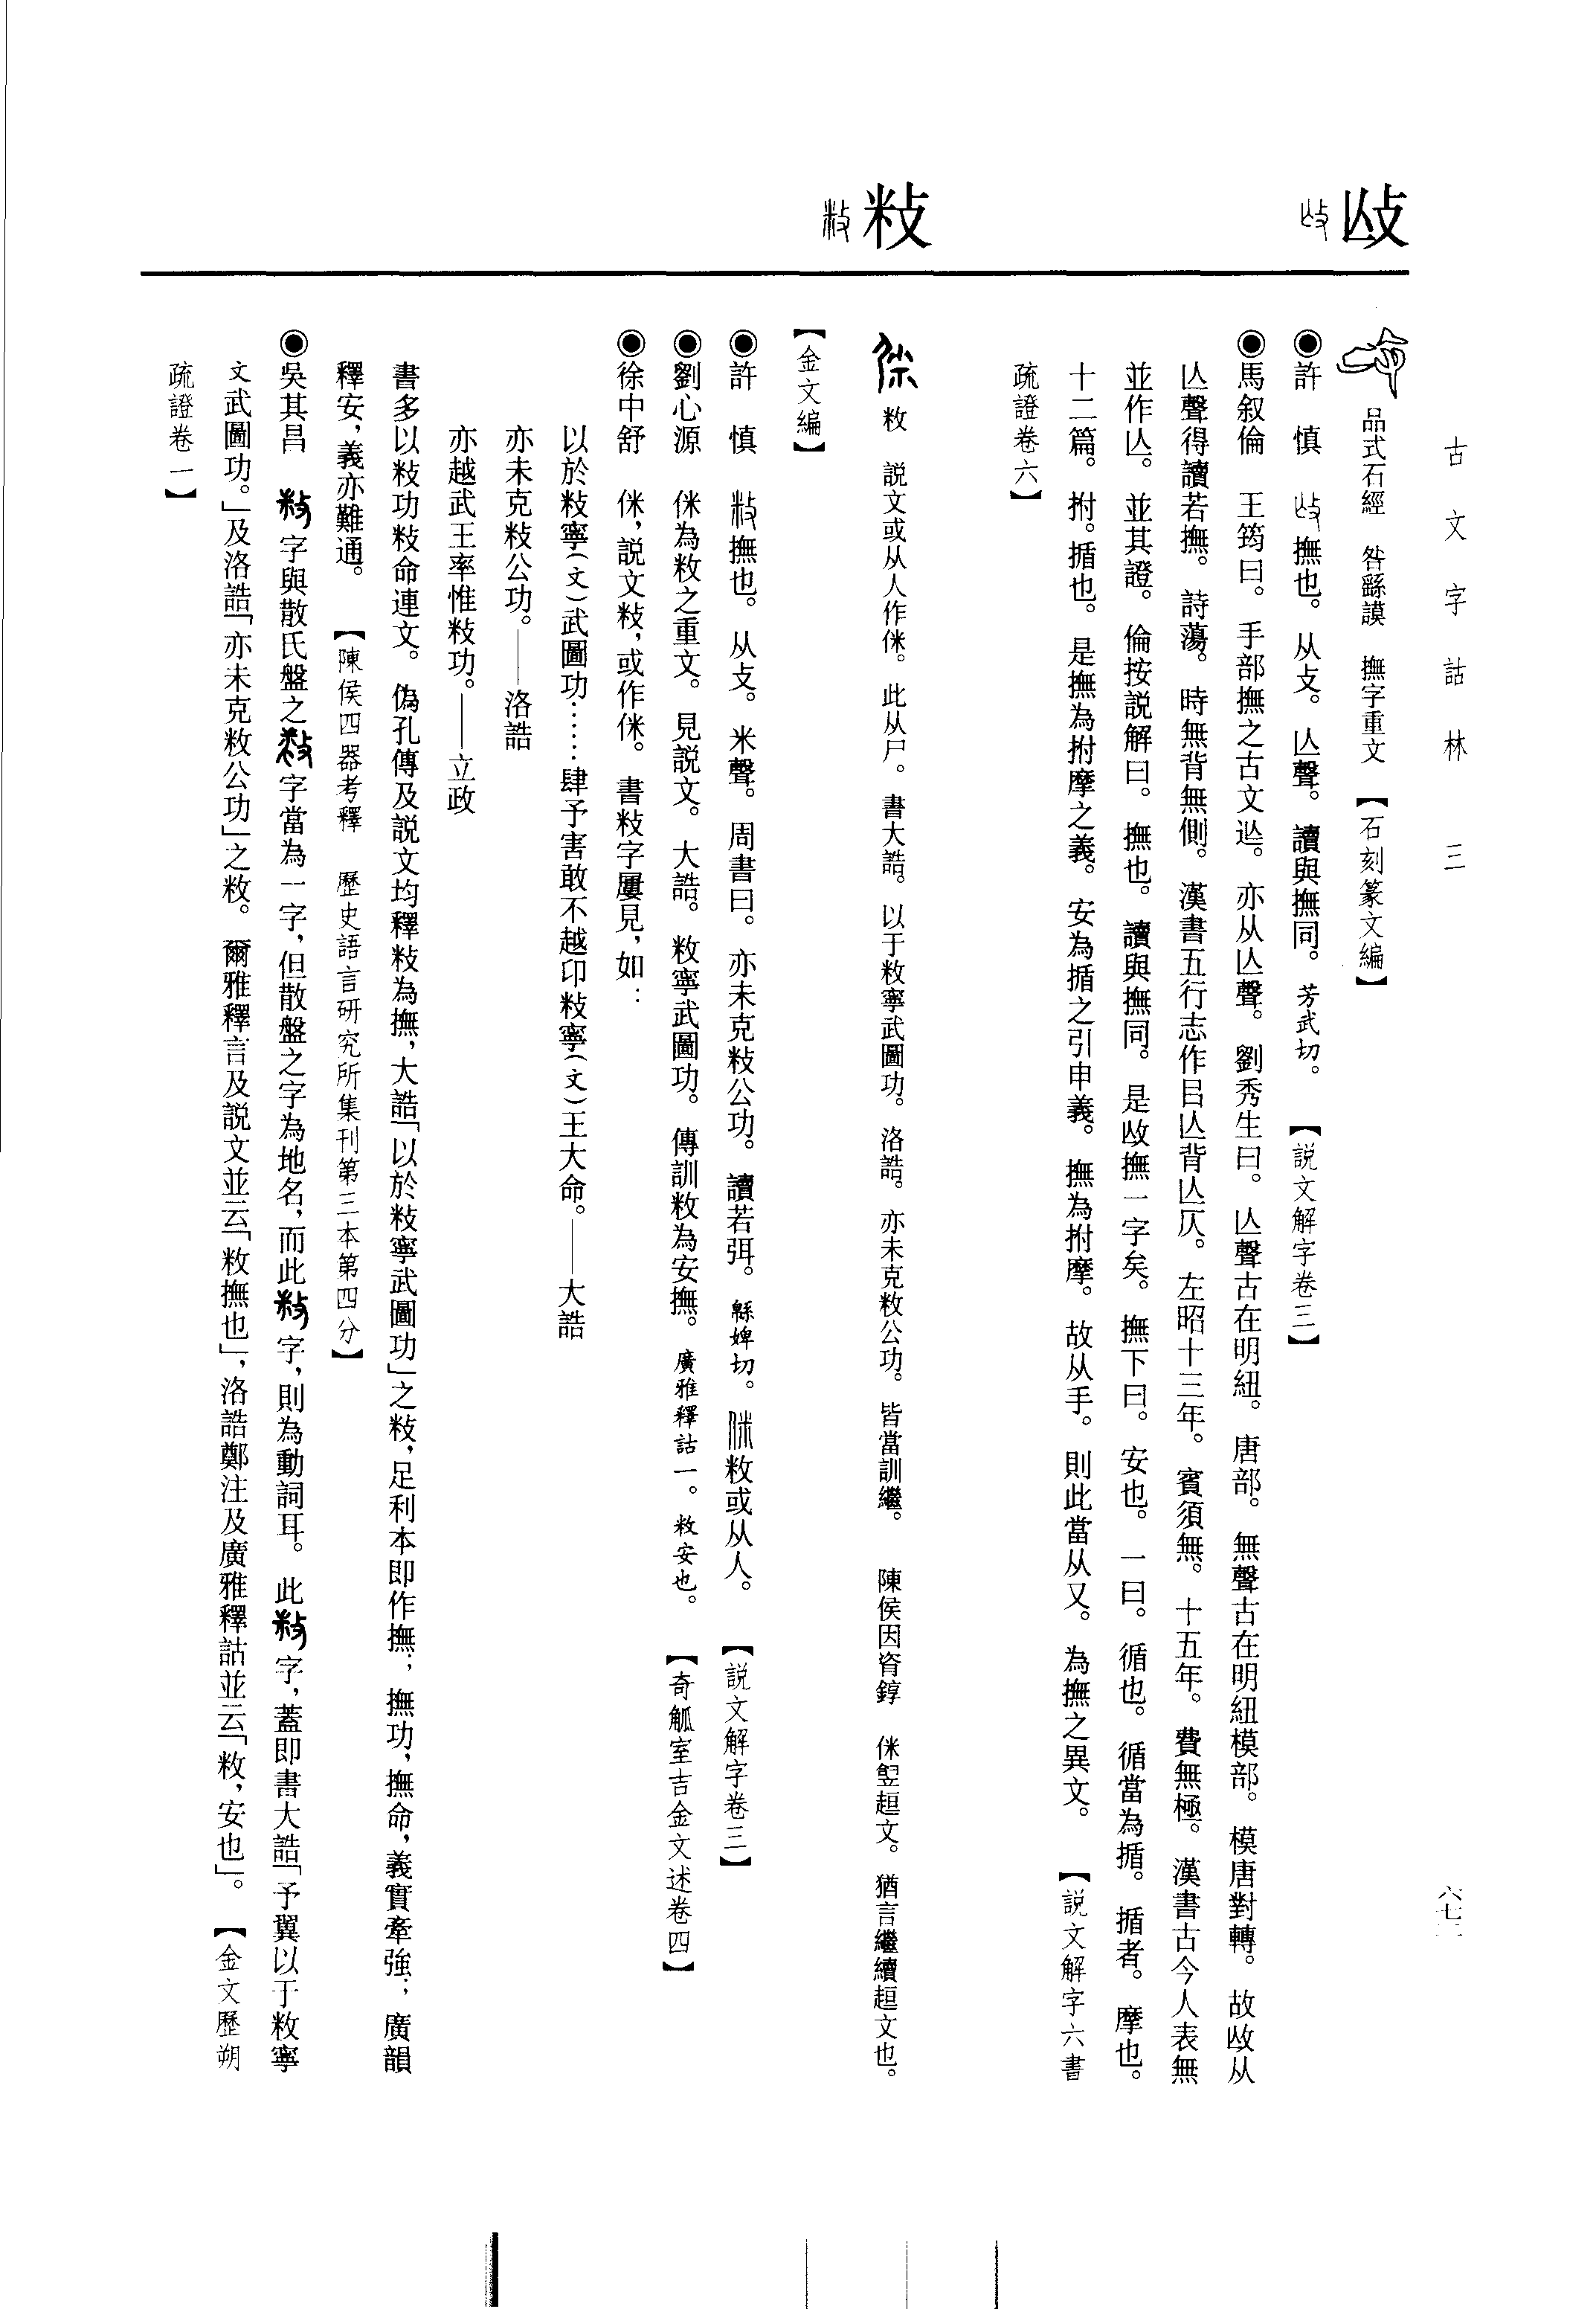 古文字詁林 三
六七二
𢻬
品式石經 咎繇謨 撫字重文 【石刻篆文編】
◉許 慎 撫也。从攴。亾聲。讀與撫同。芳武切。 【説文解字卷三】
◉馬叙倫 王筠曰。手部撫之古文𨒪。亦从亾聲。劉秀生曰。亾聲古在明紐。唐部。無聲古在明紐模部。模唐對轉。故𢻬从
亾聲得讀若撫。詩蕩。時無背無側。漢書五行志作㠯亾背亾仄。左昭十三年。賓須無。十五年。費無極。漢書古今人表無
並作亾。並其證。倫按説解曰。撫也。讀與撫同。是𢻬撫一字矣。撫下曰。安也。一曰。循也。循當為揗。揗者。摩也。
十二篇。拊。揗也。是撫為拊摩之義。安為揗之引申義。撫為拊摩。故从手。則此當从又。為撫之異文。 【説文解字六書
疏證卷六】
敉
敉 説文或从人作侎。此从尸。書大誥。以于敉寧武圖功。洛誥。亦未克敉公功。皆當訓繼。 陳侯因𬱓錞 侎𦥮趄文。猶言繼續趄文也。
【金文編】
◉許 慎 撫也。从攴。米聲。周書曰。亦未克敉公功。讀若弭。緜婢切。敉或从人。 【説文解字卷三】
◉劉心源 侎為敉之重文。見説文。大誥。敉寧武圖功。傳訓敉為安撫。廣雅釋詁一。敉安也。 【奇觚室吉金文述卷四】
◉徐中舒 侎，説文敉，或作侎。書敉字屢見，如：
以於敉寧（文）武圖功……肆予害敢不越卬敉寧（文）王大命。——大誥
亦未克敉公功。——洛誥
亦越武王率惟敉功。——立政
書多以敉功敉命連文。偽孔傳及説文均釋敉為撫，大誥「以於敉寧武圖功」之敉，足利本即作撫；撫功，撫命，義實牽強；廣韻
釋安，義亦難通。 【陳侯四器考釋 歷史語言研究所集刊第三本第四分】
◉吳其昌 字與散氏盤之字當為一字，但散盤之字為地名，而此字，則為動詞耳。此字，蓋即書大誥「予翼以于敉寧
文武圖功。」及洛誥「亦未克敉公功」之敉。爾雅釋言及説文並云「敉撫也」，洛誥鄭注及廣雅釋詁並云「敉，安也」。 【金文歷朔
疏證卷一】